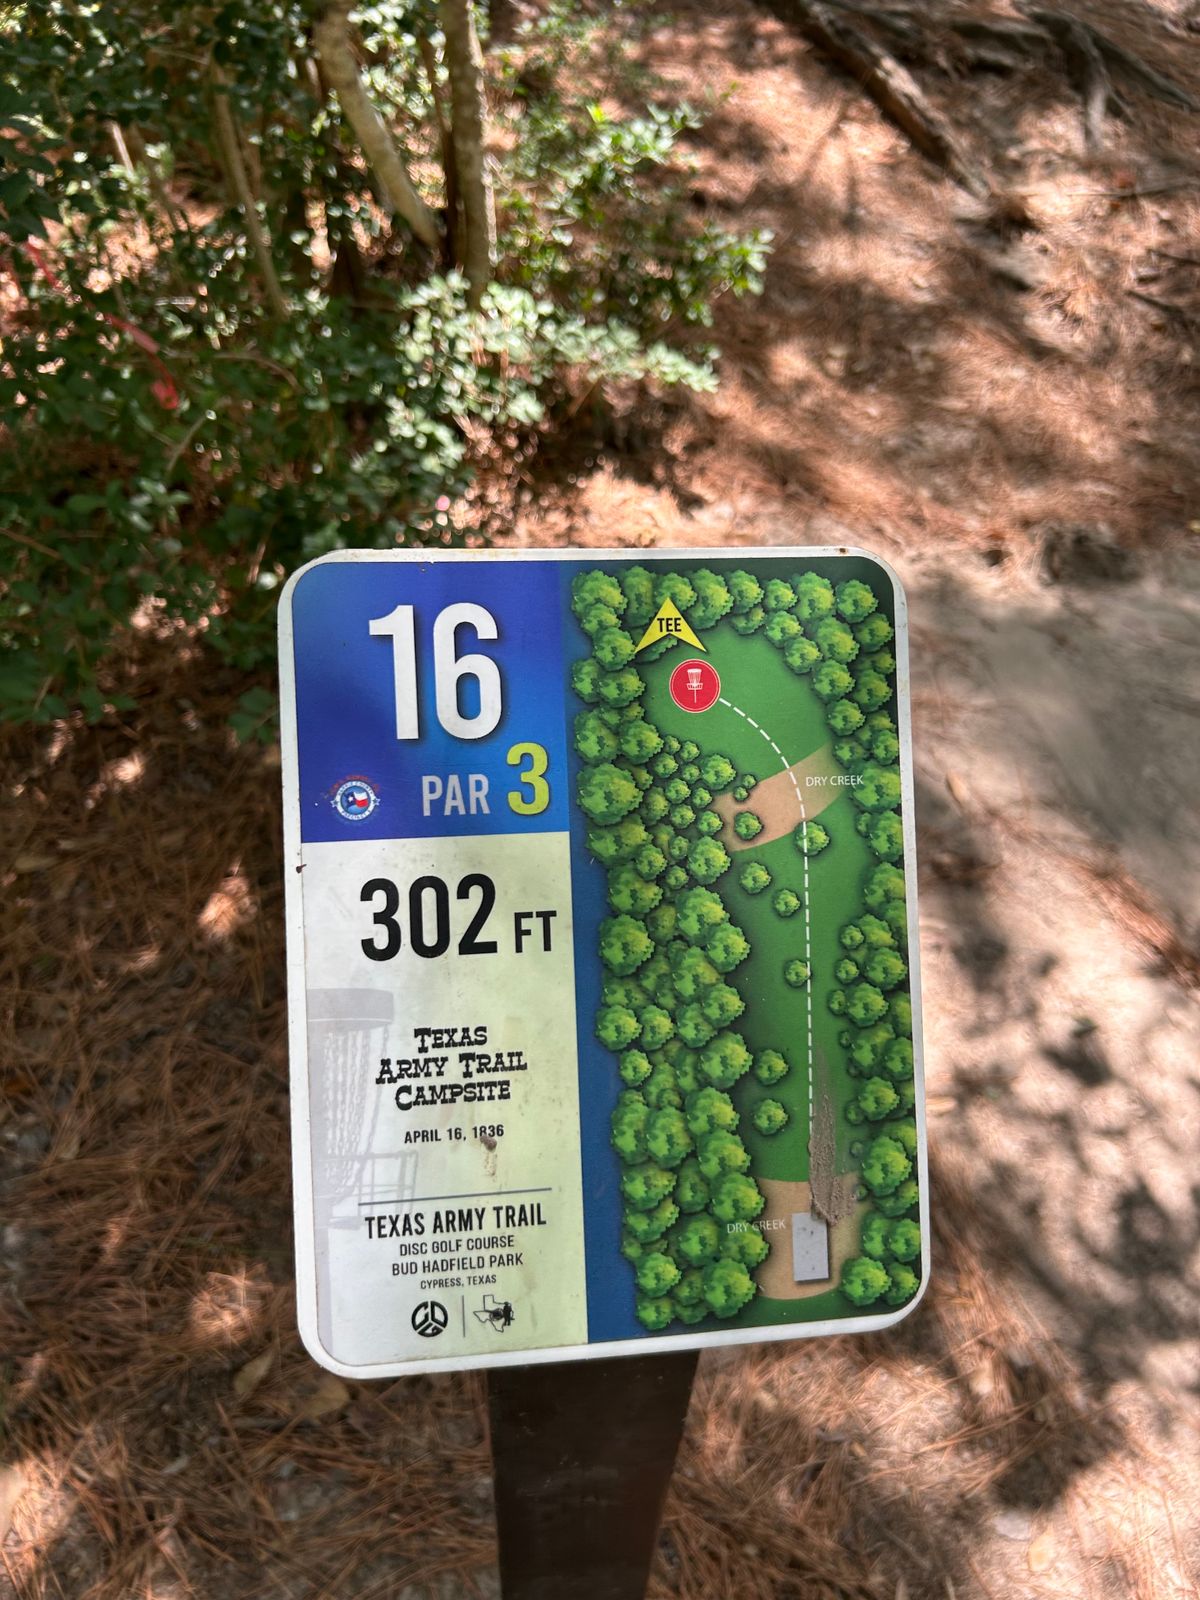 16
PAR 3
302 FT
TEXAS
ARMY TRAIL
CAMPSITE
APRIL 16, 1836
TEXAS ARMY TRAIL
DISC GOLF COURSE
BUD HADFIELD PARK
CYPRESS, TEXAS
TEE
DRY CREEK
DRY CREEK